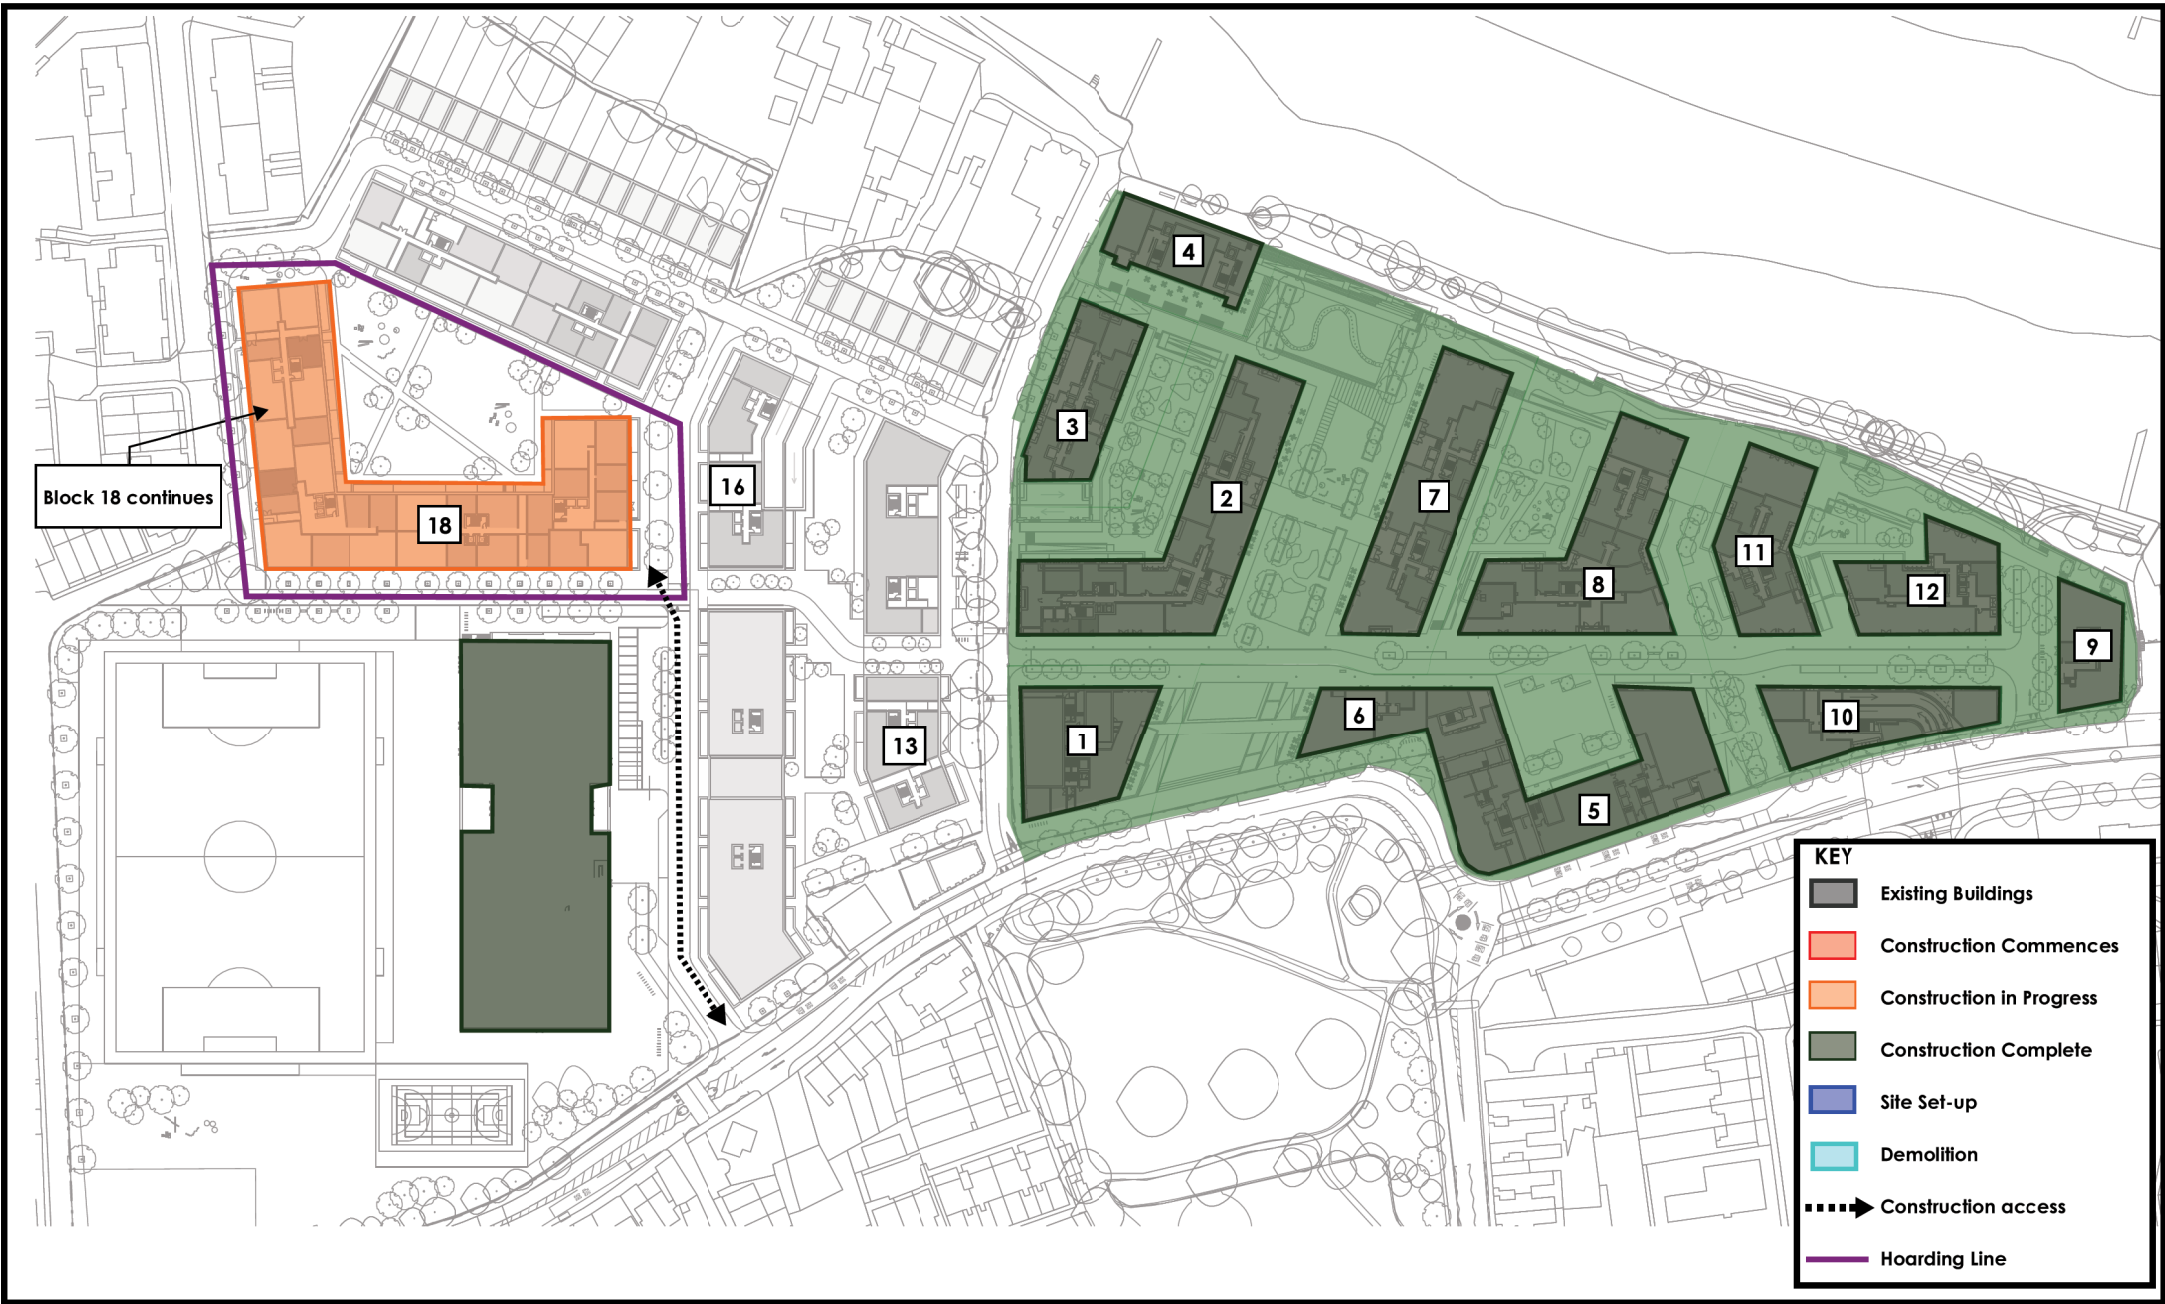 4
3
16
2
7
Block 18 continues
18
11
8
12
9
6
10
1
13
5
KEY
Existing Buildings
Construction Commences
Construction in Progress
Construction Complete
Site Set-up
Demolition
Construction access
Hoarding Line